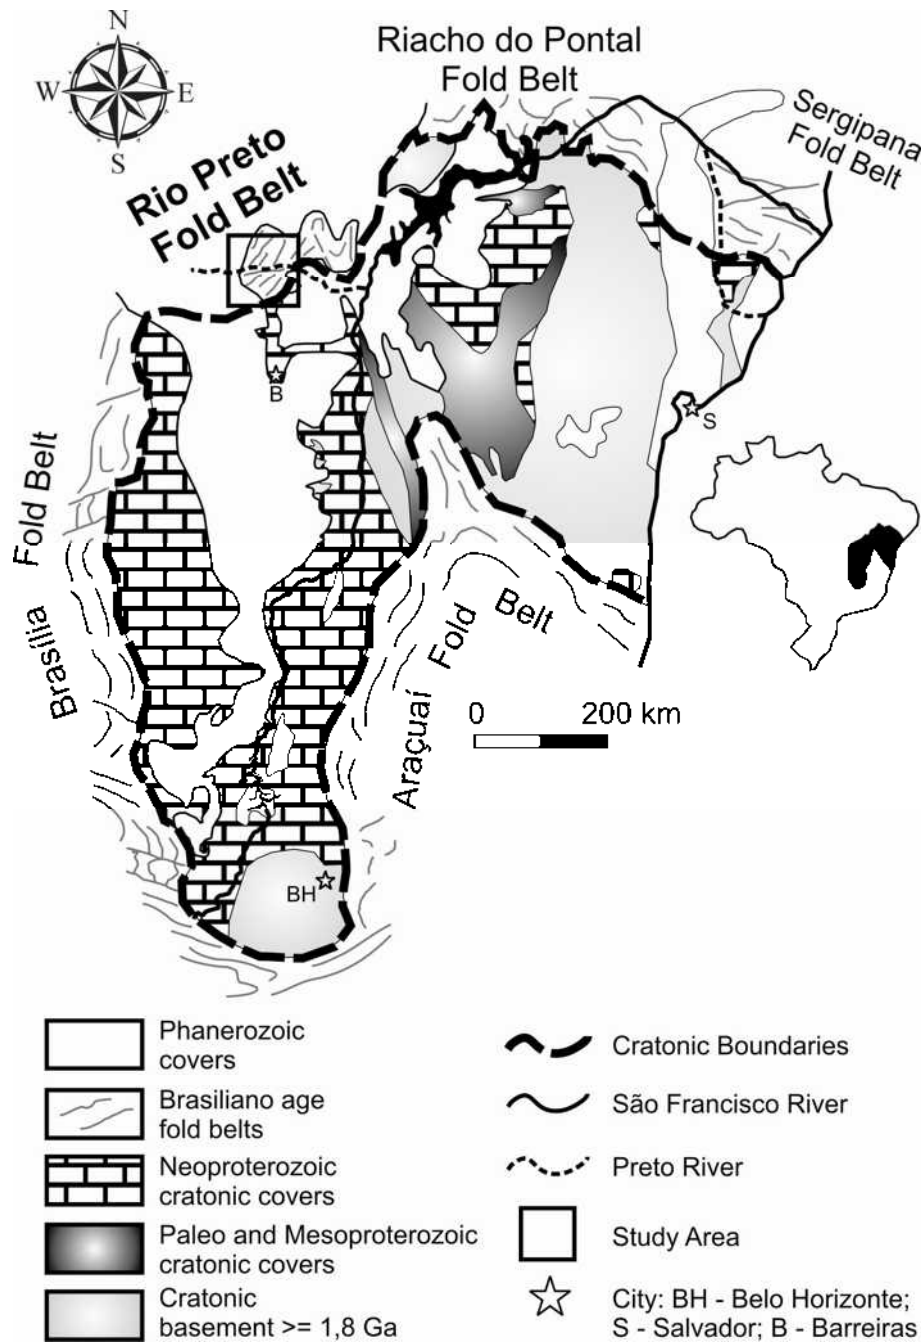 N
W
E
S
Riacho do Pontal
Fold Belt
Sergipana
Fold Belt
Rio Preto
Fold Belt
B
S
Brasília Fold Belt
Araçuaí Fold Belt
0 200 km
BH
Phanerozoic
covers
Brasiliano age
fold belts
Neoproterozoic
cratonic covers
Paleo and Mesoproterozoic
cratonic covers
Cratonic
basement >= 1,8 Ga
Cratonic Boundaries
São Francisco River
Preto River
Study Area
City: BH - Belo Horizonte;
S - Salvador; B - Barreiras